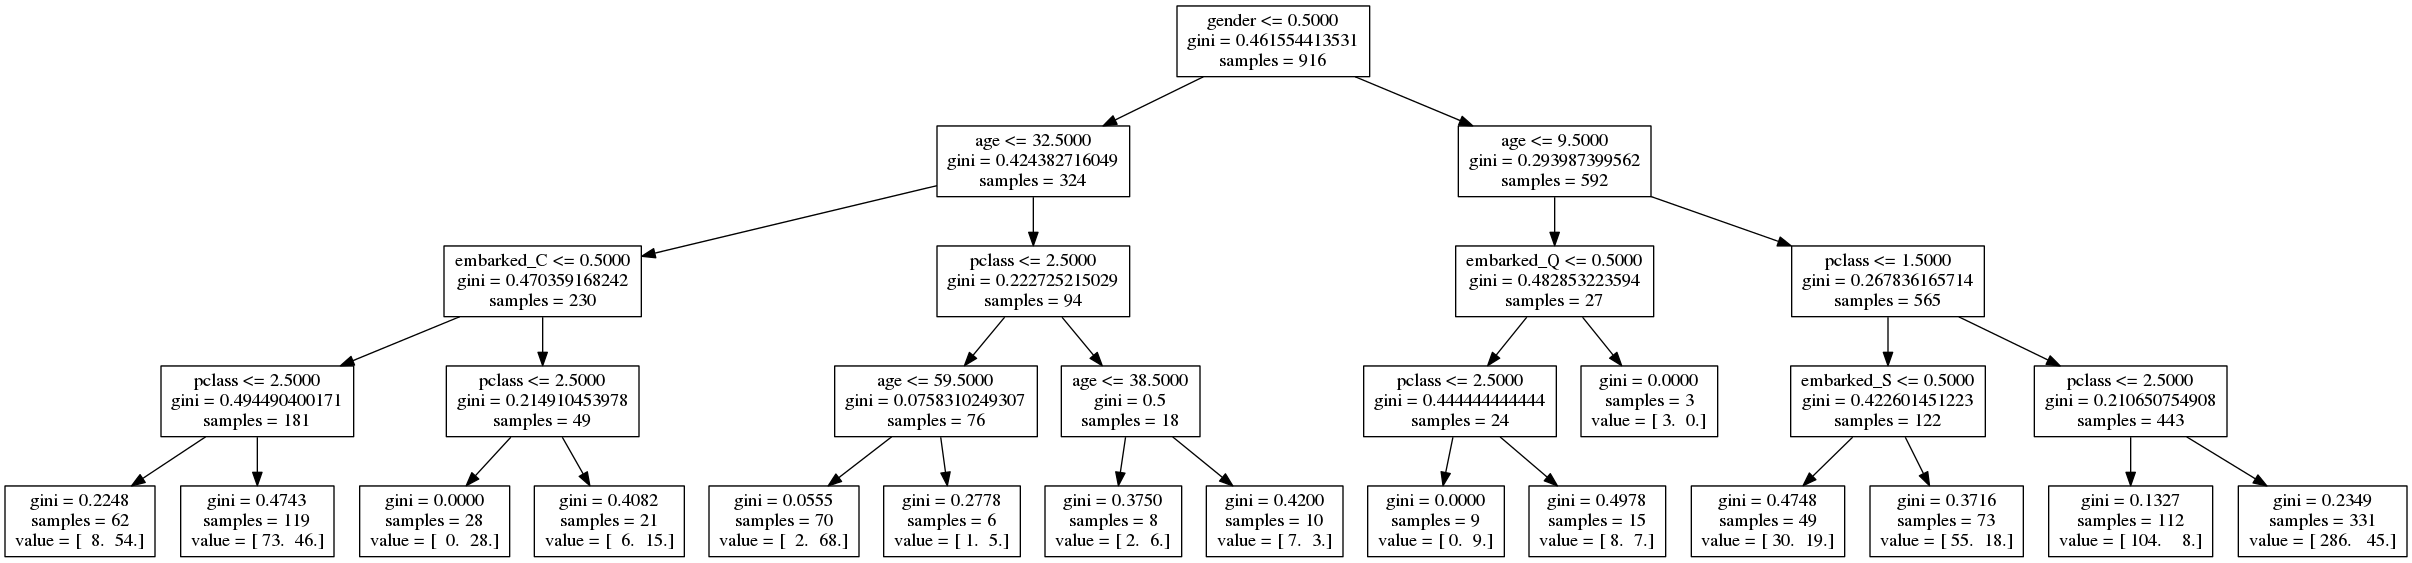 gender <= 0.5000
gini = 0.461554413531
samples = 916
age <= 32.5000
gini = 0.424382716049
samples = 324
age <= 9.5000
gini = 0.293987399562
samples = 592
embarked_C <= 0.5000
gini = 0.470359168242
samples = 230
pclass <= 2.5000
gini = 0.222725215029
samples = 94
embarked_Q <= 0.5000
gini = 0.482853223594
samples = 27
pclass <= 1.5000
gini = 0.267836165714
samples = 565
pclass <= 2.5000
gini = 0.494490400171
samples = 181
pclass <= 2.5000
gini = 0.214910453978
samples = 49
age <= 59.5000
gini = 0.0758310249307
samples = 76
age <= 38.5000
gini = 0.5
samples = 18
pclass <= 2.5000
gini = 0.444444444444
samples = 24
gini = 0.0000
samples = 3
value = [ 3.  0.]
embarked_S <= 0.5000
gini = 0.422601451223
samples = 122
pclass <= 2.5000
gini = 0.210650754908
samples = 443
gini = 0.2248
samples = 62
value = [  8.  54.]
gini = 0.4743
samples = 119
value = [ 73.  46.]
gini = 0.0000
samples = 28
value = [  0.  28.]
gini = 0.4082
samples = 21
value = [  6.  15.]
gini = 0.0555
samples = 70
value = [  2.  68.]
gini = 0.2778
samples = 6
value = [ 1.  5.]
gini = 0.3750
samples = 8
value = [ 2.  6.]
gini = 0.4200
samples = 10
value = [ 7.  3.]
gini = 0.0000
samples = 9
value = [ 0.  9.]
gini = 0.4978
samples = 15
value = [ 8.  7.]
gini = 0.4748
samples = 49
value = [ 30.  19.]
gini = 0.3716
samples = 73
value = [ 55.  18.]
gini = 0.1327
samples = 112
value = [ 104.    8.]
gini = 0.2349
samples = 331
value = [ 286.   45.]